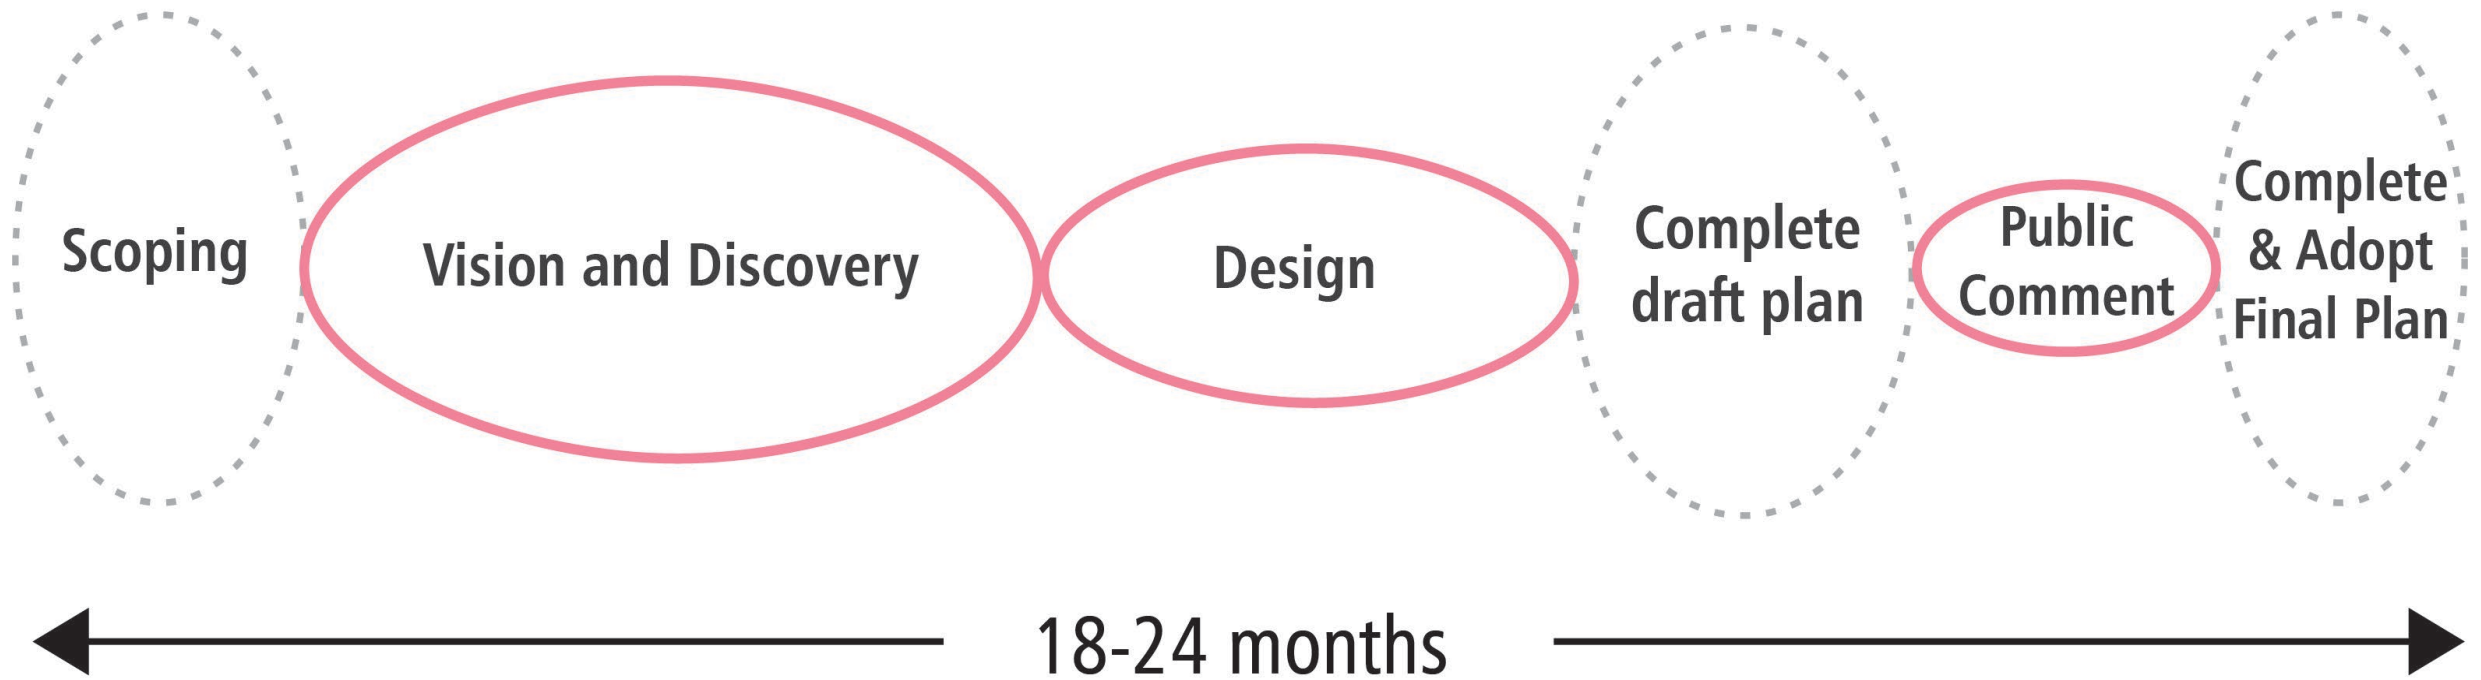 Scoping
Vision and Discovery
Design
Complete
draft plan
Public
Comment
Complete
& Adopt
Final Plan
18-24 months